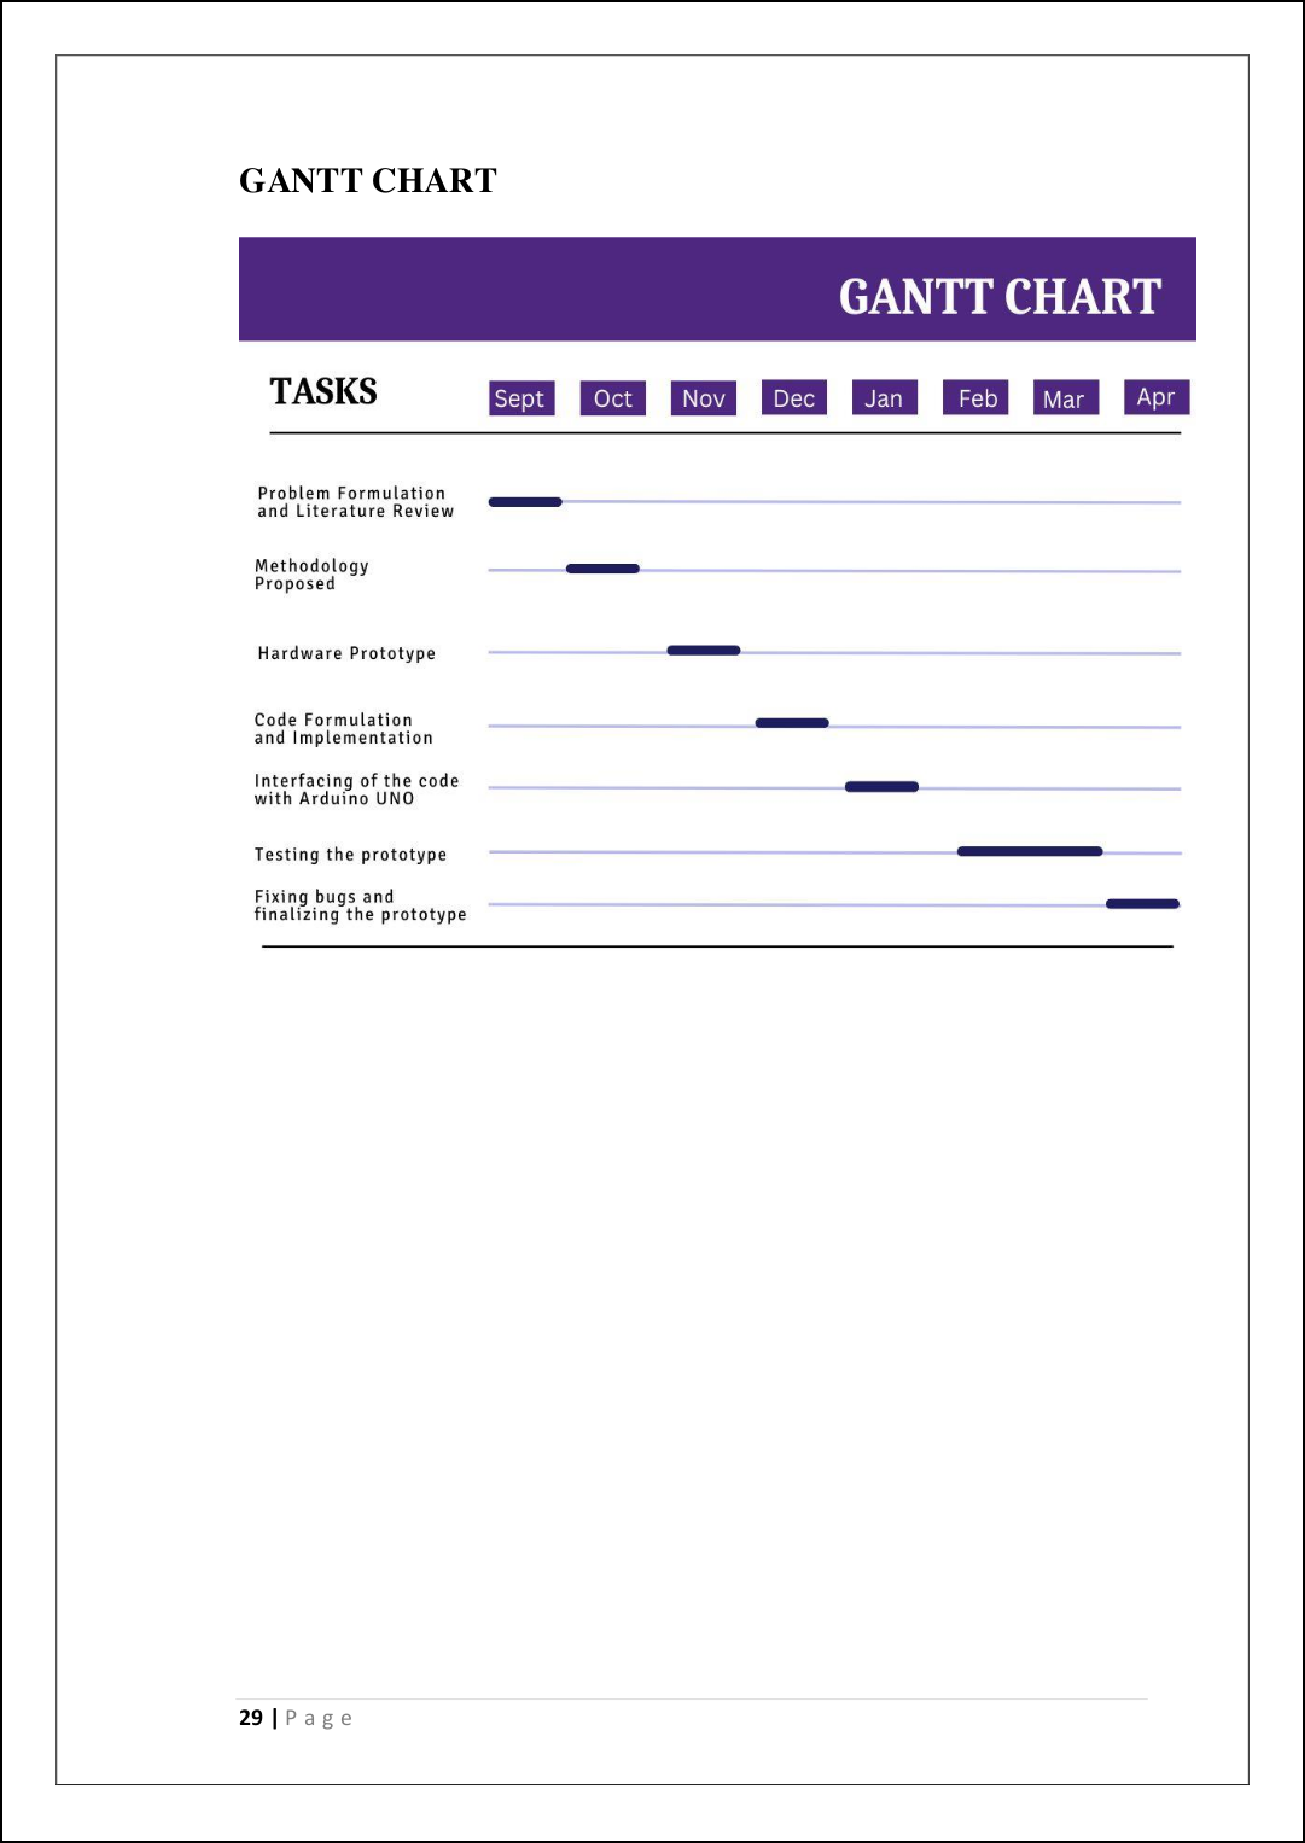 GANTT CHART
GANTT CHART
TASKS Sept Oct Nov Dec Jan Feb Mar Apr
Problem Formulation
and Literature Review
Methodology
Proposed
Hardware Prototype
Code Formulation
and Implementation
Interfacing of the code
with Arduino UNO
Testing the prototype
Fixing bugs and
finalizing the prototype
29 | Page